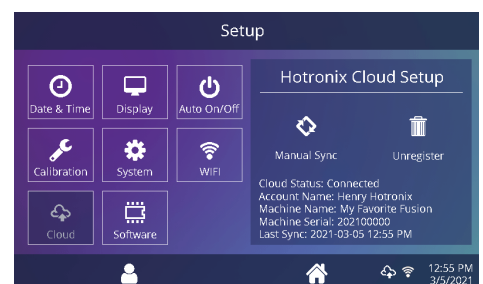 Setup
Date & Time
Display
Auto On/Off
Calibration
System
WIFI
Cloud
Software
Hotronix Cloud Setup
Manual Sync
Unregister
Cloud Status: Connected
Account Name: Henry Hotronix
Machine Name: My Favorite Fusion
Machine Serial: 202100000
Last Sync: 2021-03-05 12:55 PM
12:55 PM
3/5/2021